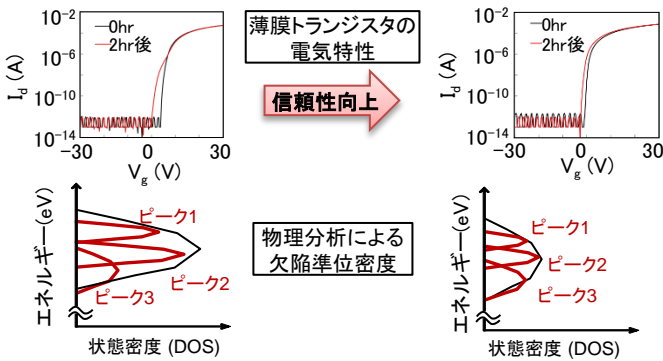 0hr
2hr後
10⁻²
10⁻⁶
10⁻¹⁰
10⁻¹⁴
I_d (A)
−30
0
30
V_g (V)
薄膜トランジスタの
電気特性
信頼性向上
0hr
2hr後
10⁻²
10⁻⁶
10⁻¹⁰
10⁻¹⁴
I_d (A)
−30
0
30
V_g (V)
エネルギー(eV)
ピーク1
ピーク2
ピーク3
状態密度 (DOS)
物理分析による
欠陥準位密度
エネルギー(eV)
ピーク1
ピーク2
ピーク3
状態密度 (DOS)